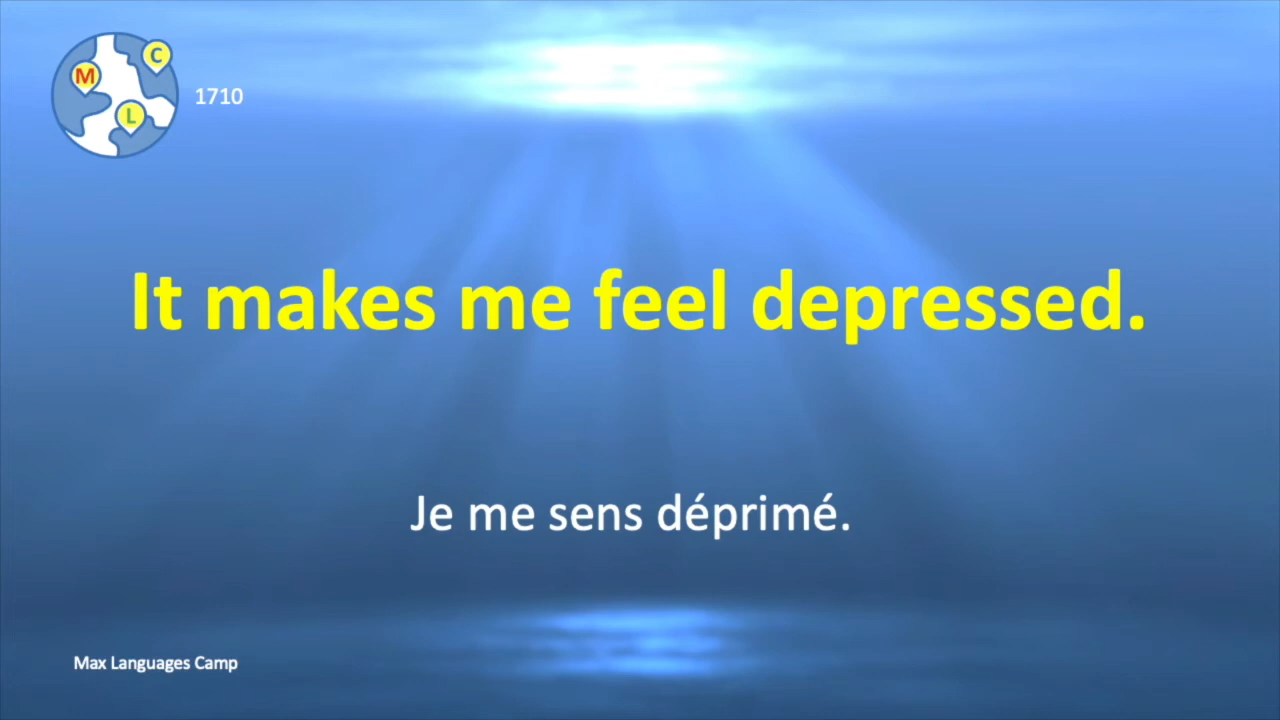 C
M
1710
L
It makes me feel depressed.
Je me sens déprimé.
Max Languages Camp